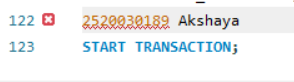 122 2520030189 Akshaya
123 START TRANSACTION;